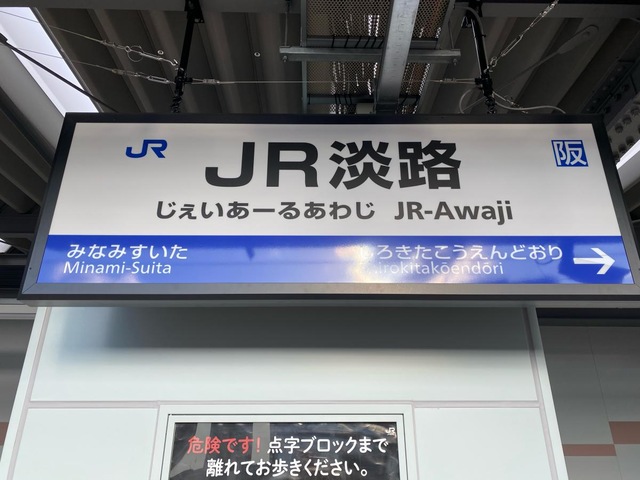 JR
JR淡路
阪
じぇいあーるあわじ JR-Awaji
みなみすいた
Minami-Suita
しろきたこうえんどおり
危険です！点字ブロックまで
離れてお歩きください。